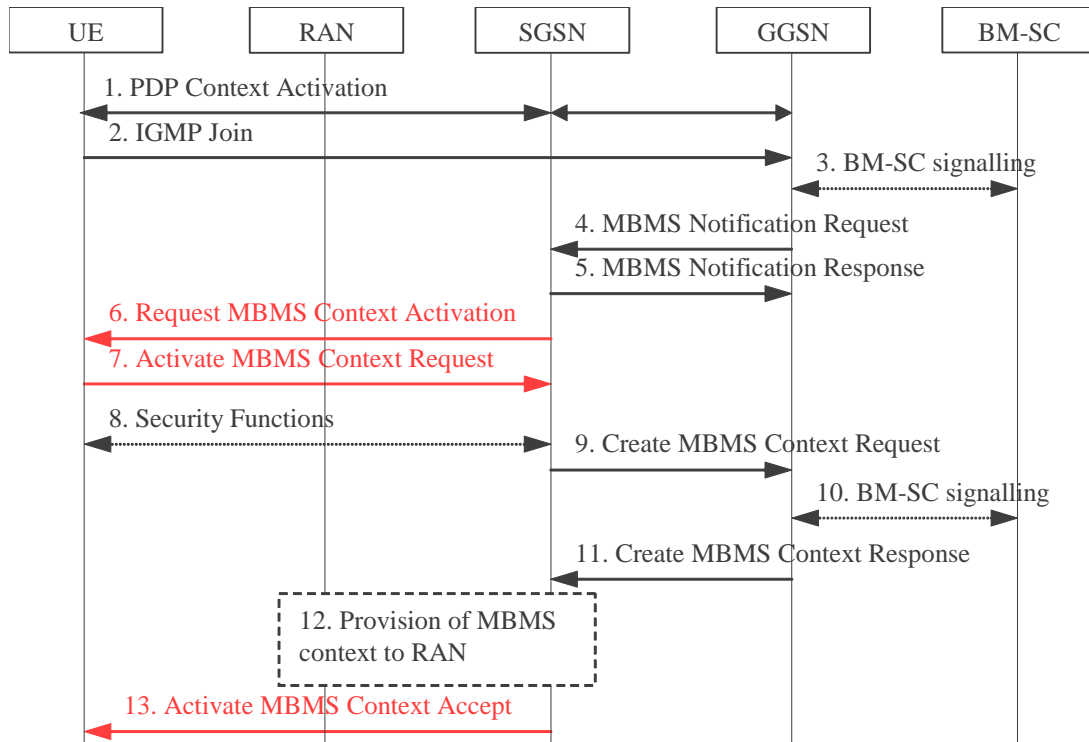 UE
RAN
SGSN
GGSN
BM-SC
1. PDP Context Activation
2. IGMP Join
3. BM-SC signalling
4. MBMS Notification Request
5. MBMS Notification Response
6. Request MBMS Context Activation
7. Activate MBMS Context Request
8. Security Functions
9. Create MBMS Context Request
10. BM-SC signalling
11. Create MBMS Context Response
12. Provision of MBMS
context to RAN
13. Activate MBMS Context Accept